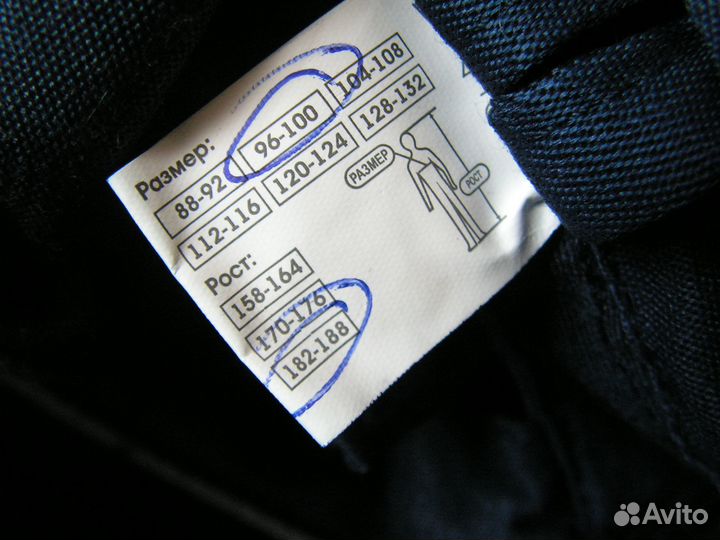 Размер:
88-92 96-100 104-108
112-116 120-124 128-132
Рост:
158-164
170-176
182-188
РАЗМЕР
РОСТ
Avito